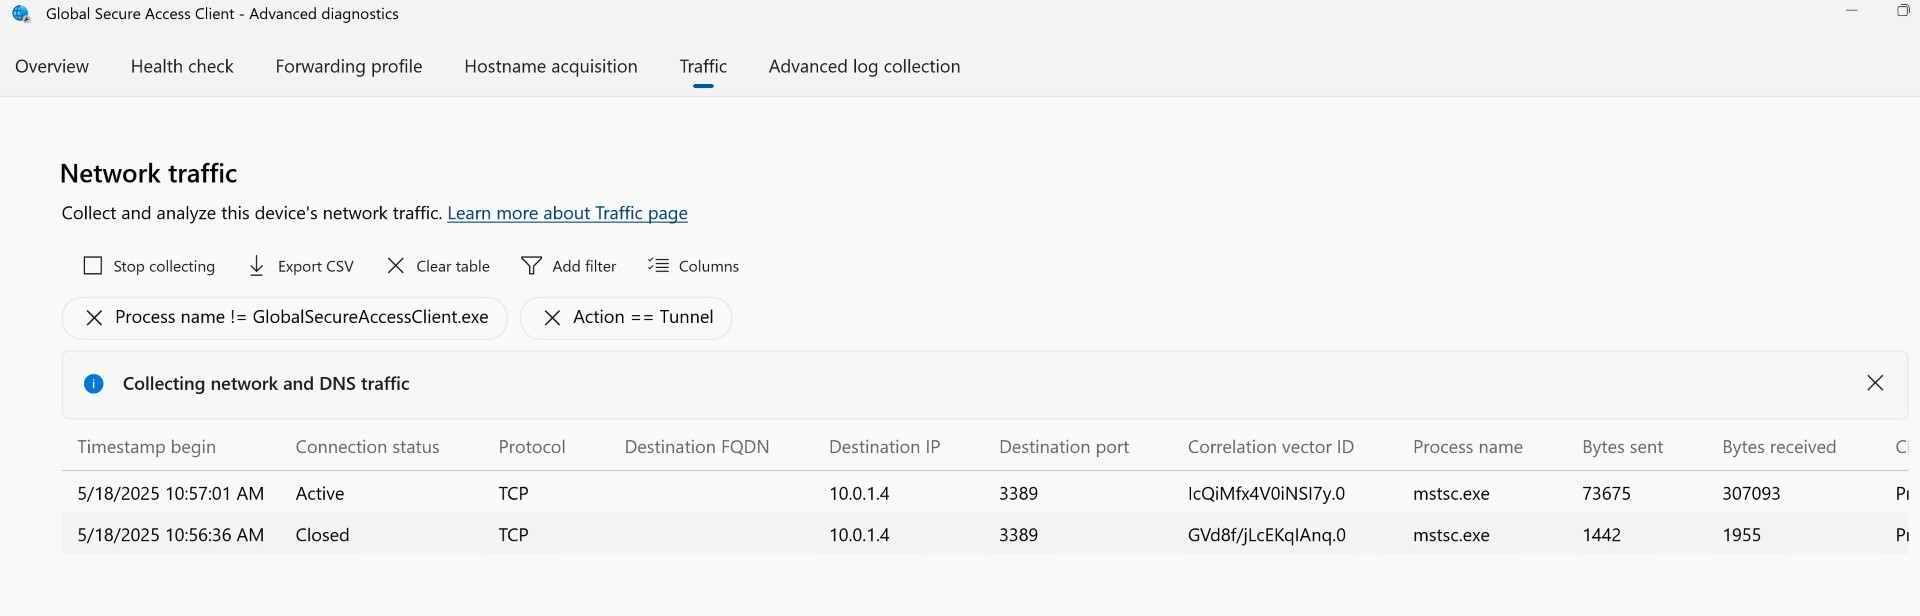 Global Secure Access Client - Advanced diagnostics
Overview Health check Forwarding profile Hostname acquisition Traffic Advanced log collection
Network traffic
Collect and analyze this device's network traffic. Learn more about Traffic page
Stop collecting Export CSV Clear table Add filter Columns
Process name != GlobalSecureAccessClient.exe Action == Tunnel
Collecting network and DNS traffic
Timestamp begin Connection status Protocol Destination FQDN Destination IP Destination port Correlation vector ID Process name Bytes sent Bytes received
5/18/2025 10:57:01 AM Active TCP 10.0.1.4 3389 IcQiMfx4V0iNSI7y.0 mstsc.exe 73675 307093
5/18/2025 10:56:36 AM Closed TCP 10.0.1.4 3389 GVd8f/jLcEKqIAnq.0 mstsc.exe 1442 1955